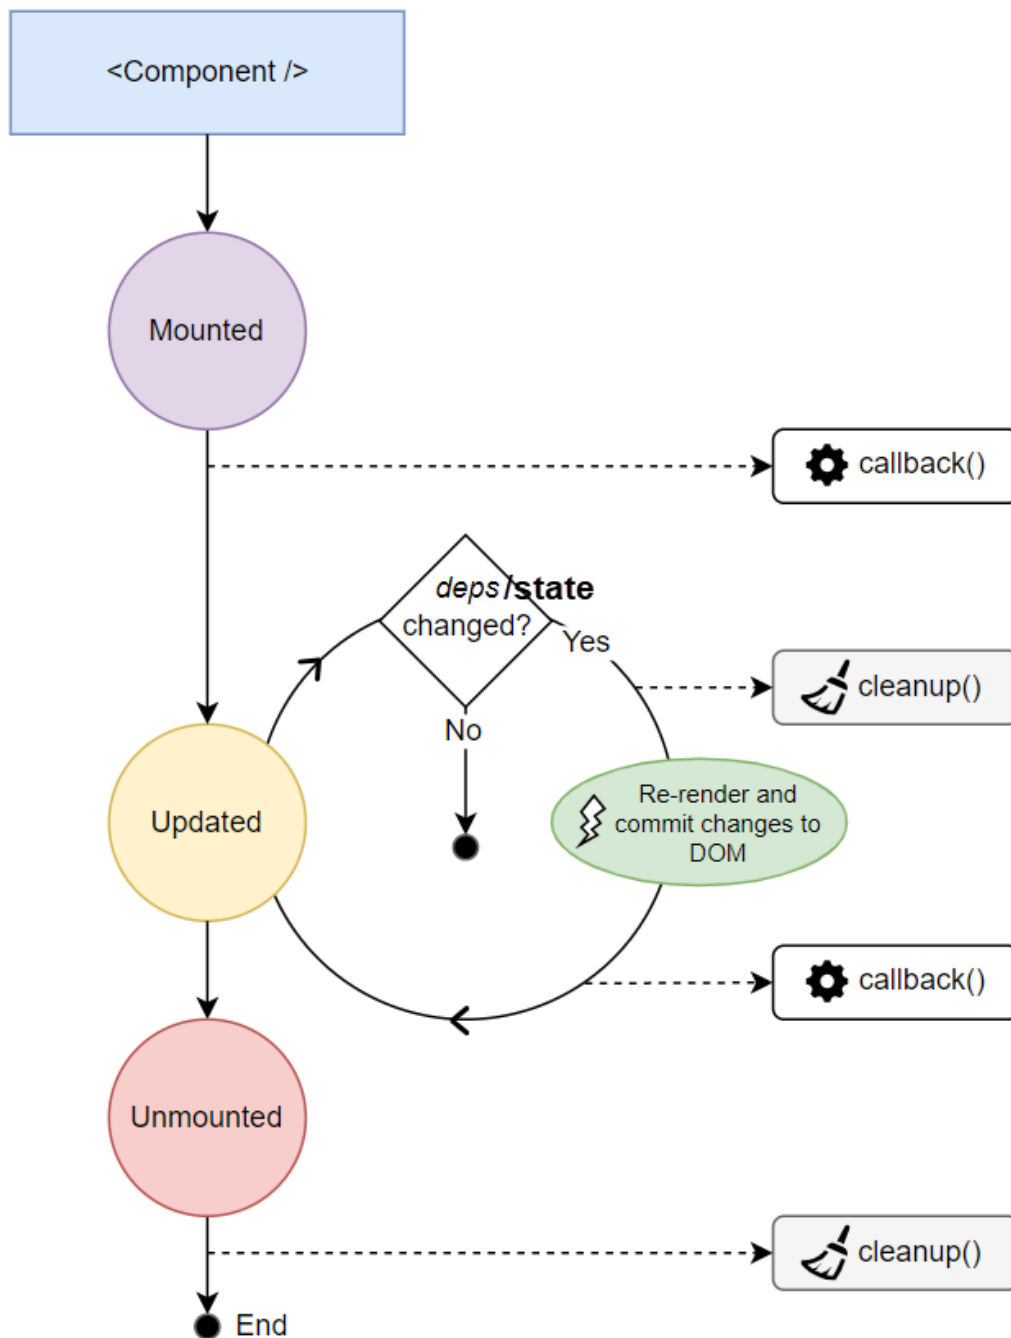 <Component />
Mounted
callback()
deps/state
changed?
Yes
cleanup()
No
Updated
Re-render and
commit changes to
DOM
callback()
Unmounted
cleanup()
End